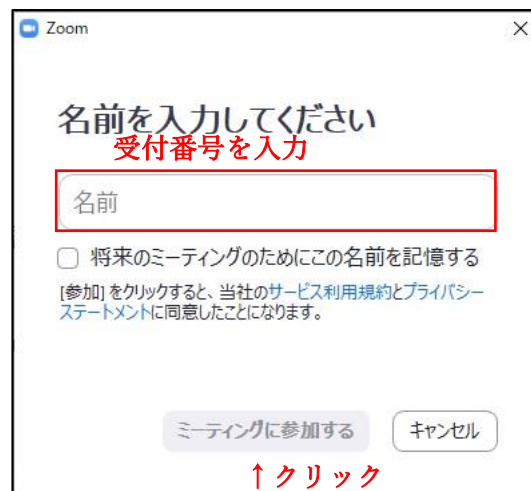 Zoom
名前を入力してください
受付番号を入力
名前
将来のミーティングのためにこの名前を記憶する
[参加] をクリックすると、当社のサービス利用規約とプライバシー
ステートメントに同意したことになります。
ミーティングに参加する キャンセル
↑クリック